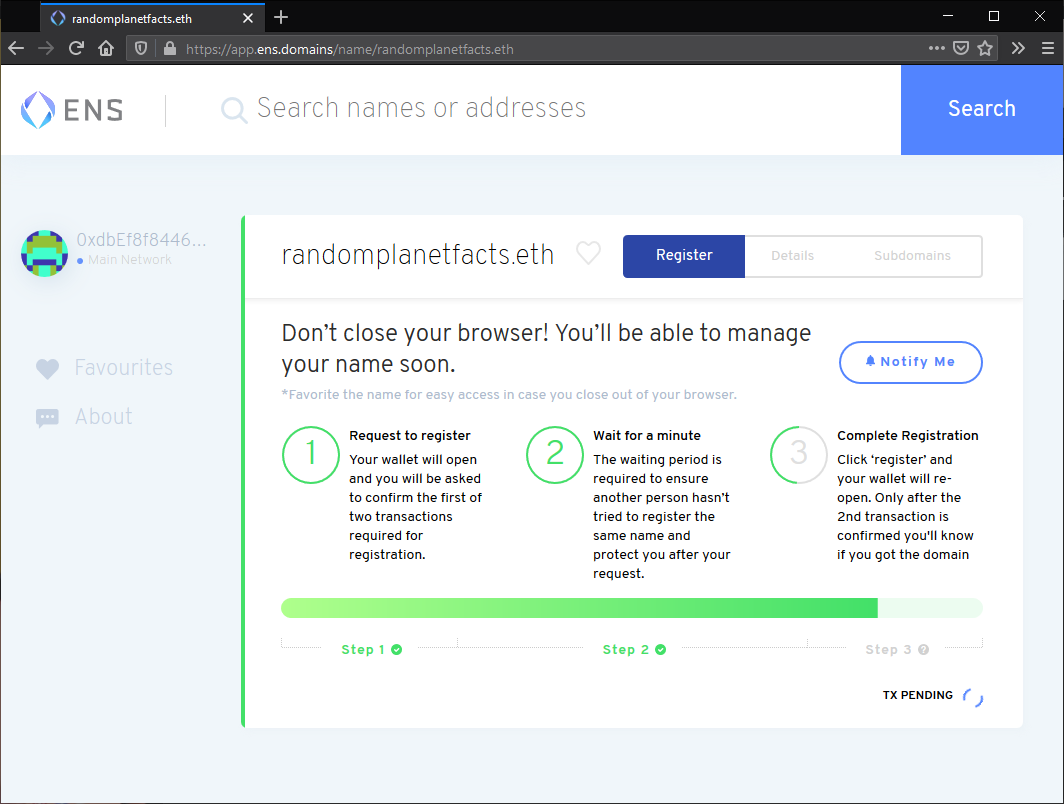 randomplanetfacts.eth
https://app.ens.domains/name/randomplanetfacts.eth
ENS
Search names or addresses
Search
0xdbEf8f8446...
Main Network
Favourites
About
randomplanetfacts.eth
Register
Details
Subdomains
Don't close your browser! You'll be able to manage
your name soon.
Notify Me
*Favorite the name for easy access in case you close out of your browser.
1
Request to register
Your wallet will open
and you will be asked
to confirm the first of
two transactions
required for
registration.
2
Wait for a minute
The waiting period is
required to ensure
another person hasn't
tried to register the
same name and
protect you after your
request.
3
Complete Registration
Click ‘register’ and
your wallet will re-
open. Only after the
2nd transaction is
confirmed you'll know
if you got the domain
Step 1
Step 2
Step 3 ?
TX PENDING